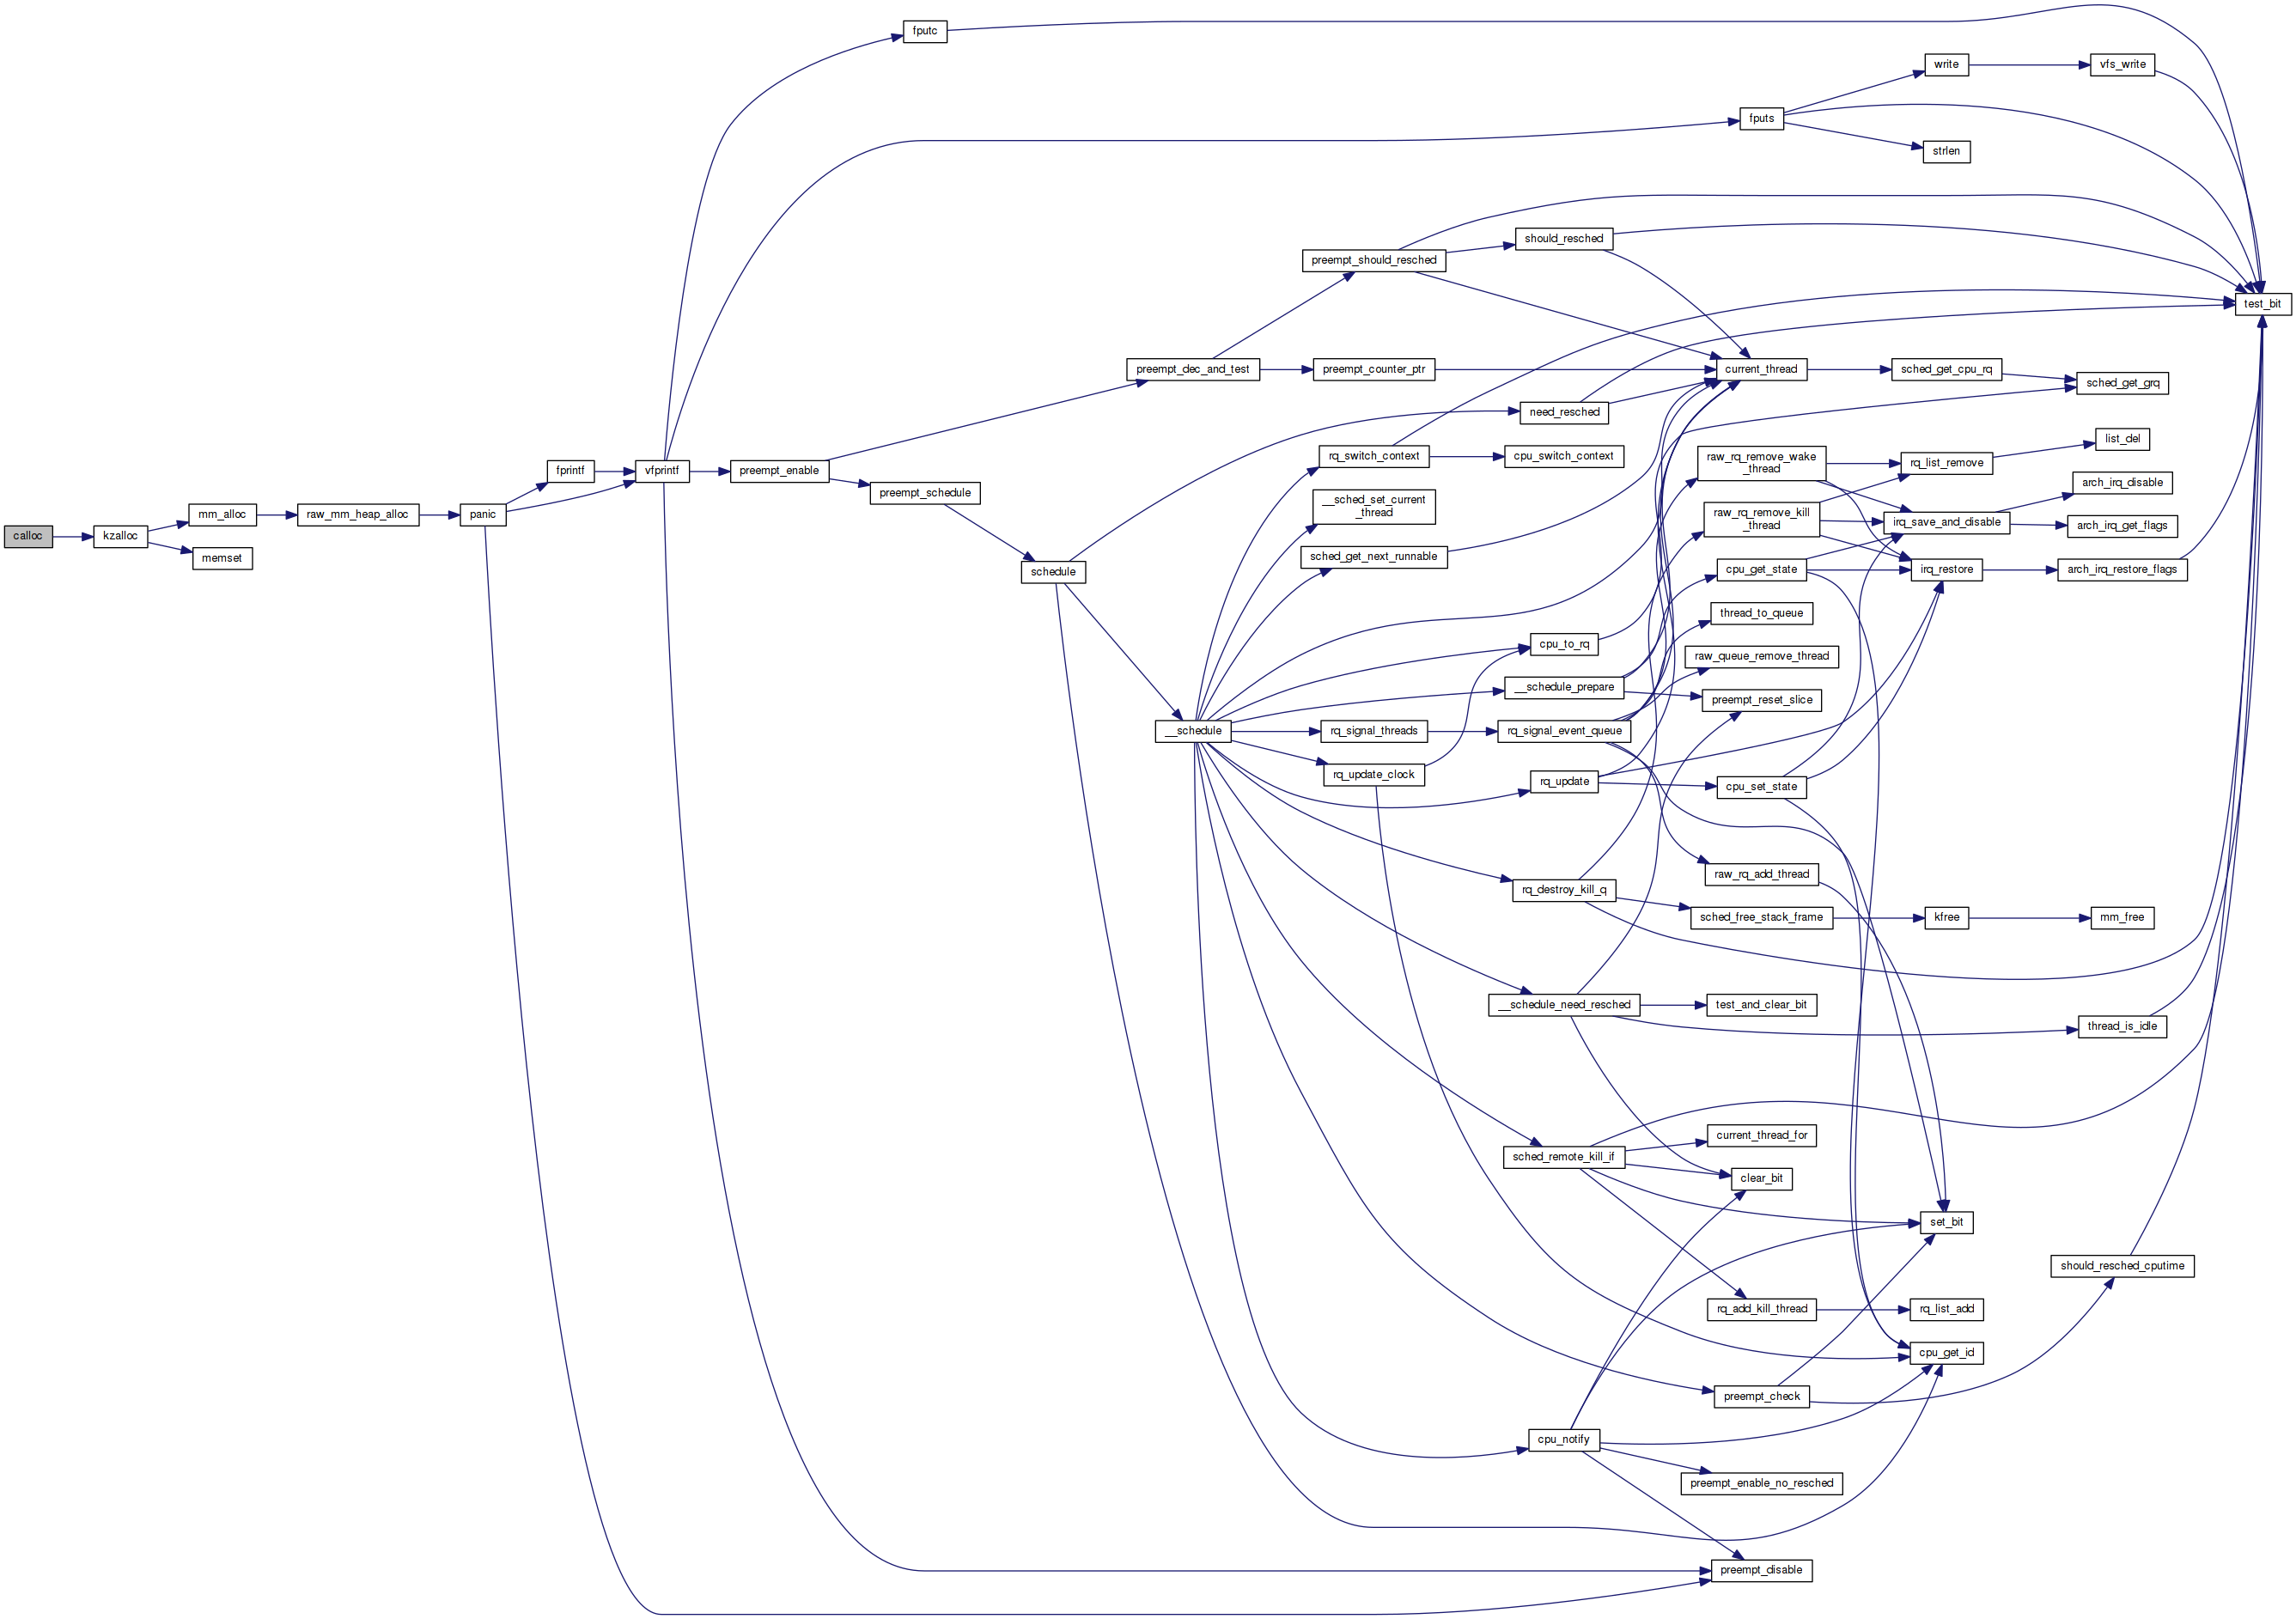 fputc
write
vfs_write
fputs
strlen
should_resched
preempt_should_resched
test_bit
preempt_dec_and_test
preempt_counter_ptr
current_thread
sched_get_cpu_rq
sched_get_grq
need_resched
list_del
rq_switch_context
cpu_switch_context
raw_rq_remove_wake
_thread
rq_list_remove
fprintf
vfprintf
preempt_enable
arch_irq_disable
preempt_schedule
__sched_set_current
_thread
raw_rq_remove_kill
_thread
irq_save_and_disable
arch_irq_get_flags
mm_alloc
raw_mm_heap_alloc
panic
calloc
kzalloc
memset
sched_get_next_runnable
schedule
cpu_get_state
irq_restore
arch_irq_restore_flags
thread_to_queue
cpu_to_rq
raw_queue_remove_thread
__schedule_prepare
preempt_reset_slice
__schedule
rq_signal_threads
rq_signal_event_queue
rq_update_clock
rq_update
cpu_set_state
raw_rq_add_thread
rq_destroy_kill_q
sched_free_stack_frame
kfree
mm_free
__schedule_need_resched
test_and_clear_bit
thread_is_idle
current_thread_for
sched_remote_kill_if
clear_bit
set_bit
should_resched_cputime
rq_add_kill_thread
rq_list_add
cpu_get_id
preempt_check
cpu_notify
preempt_enable_no_resched
preempt_disable